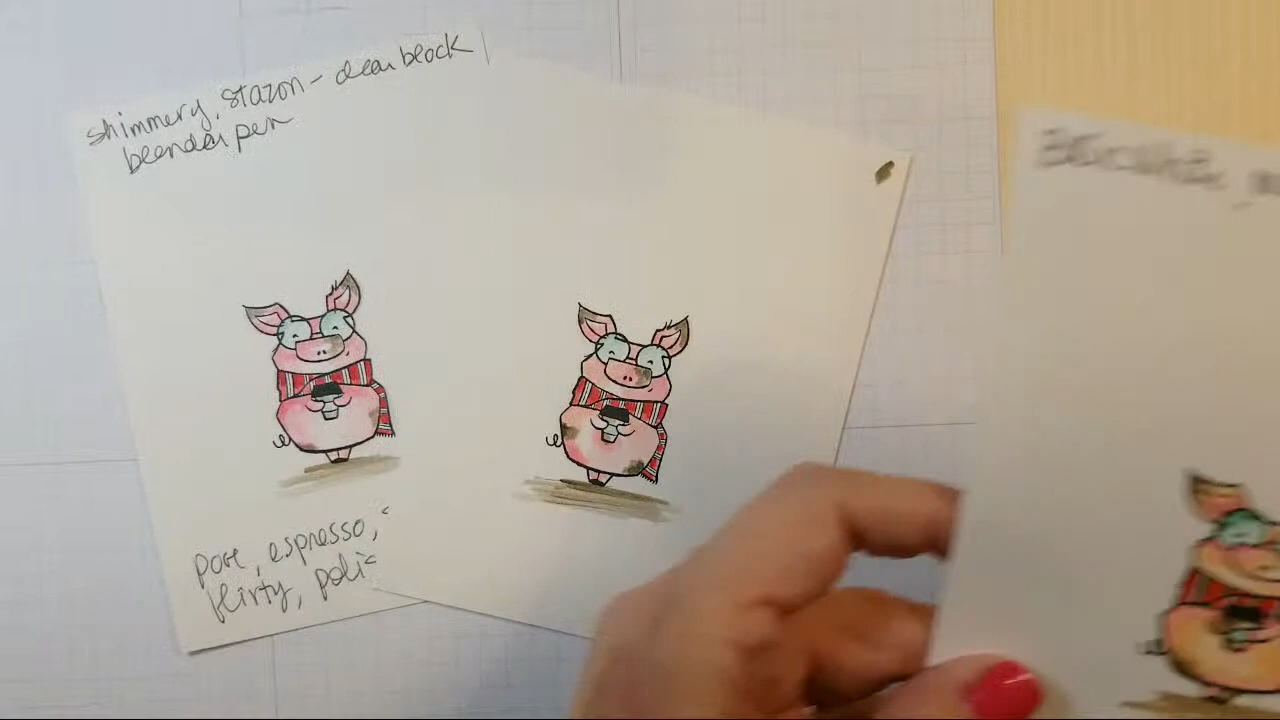 shimmery, stazon - clear block
blender pen
pore, espresso,
flirty, poli